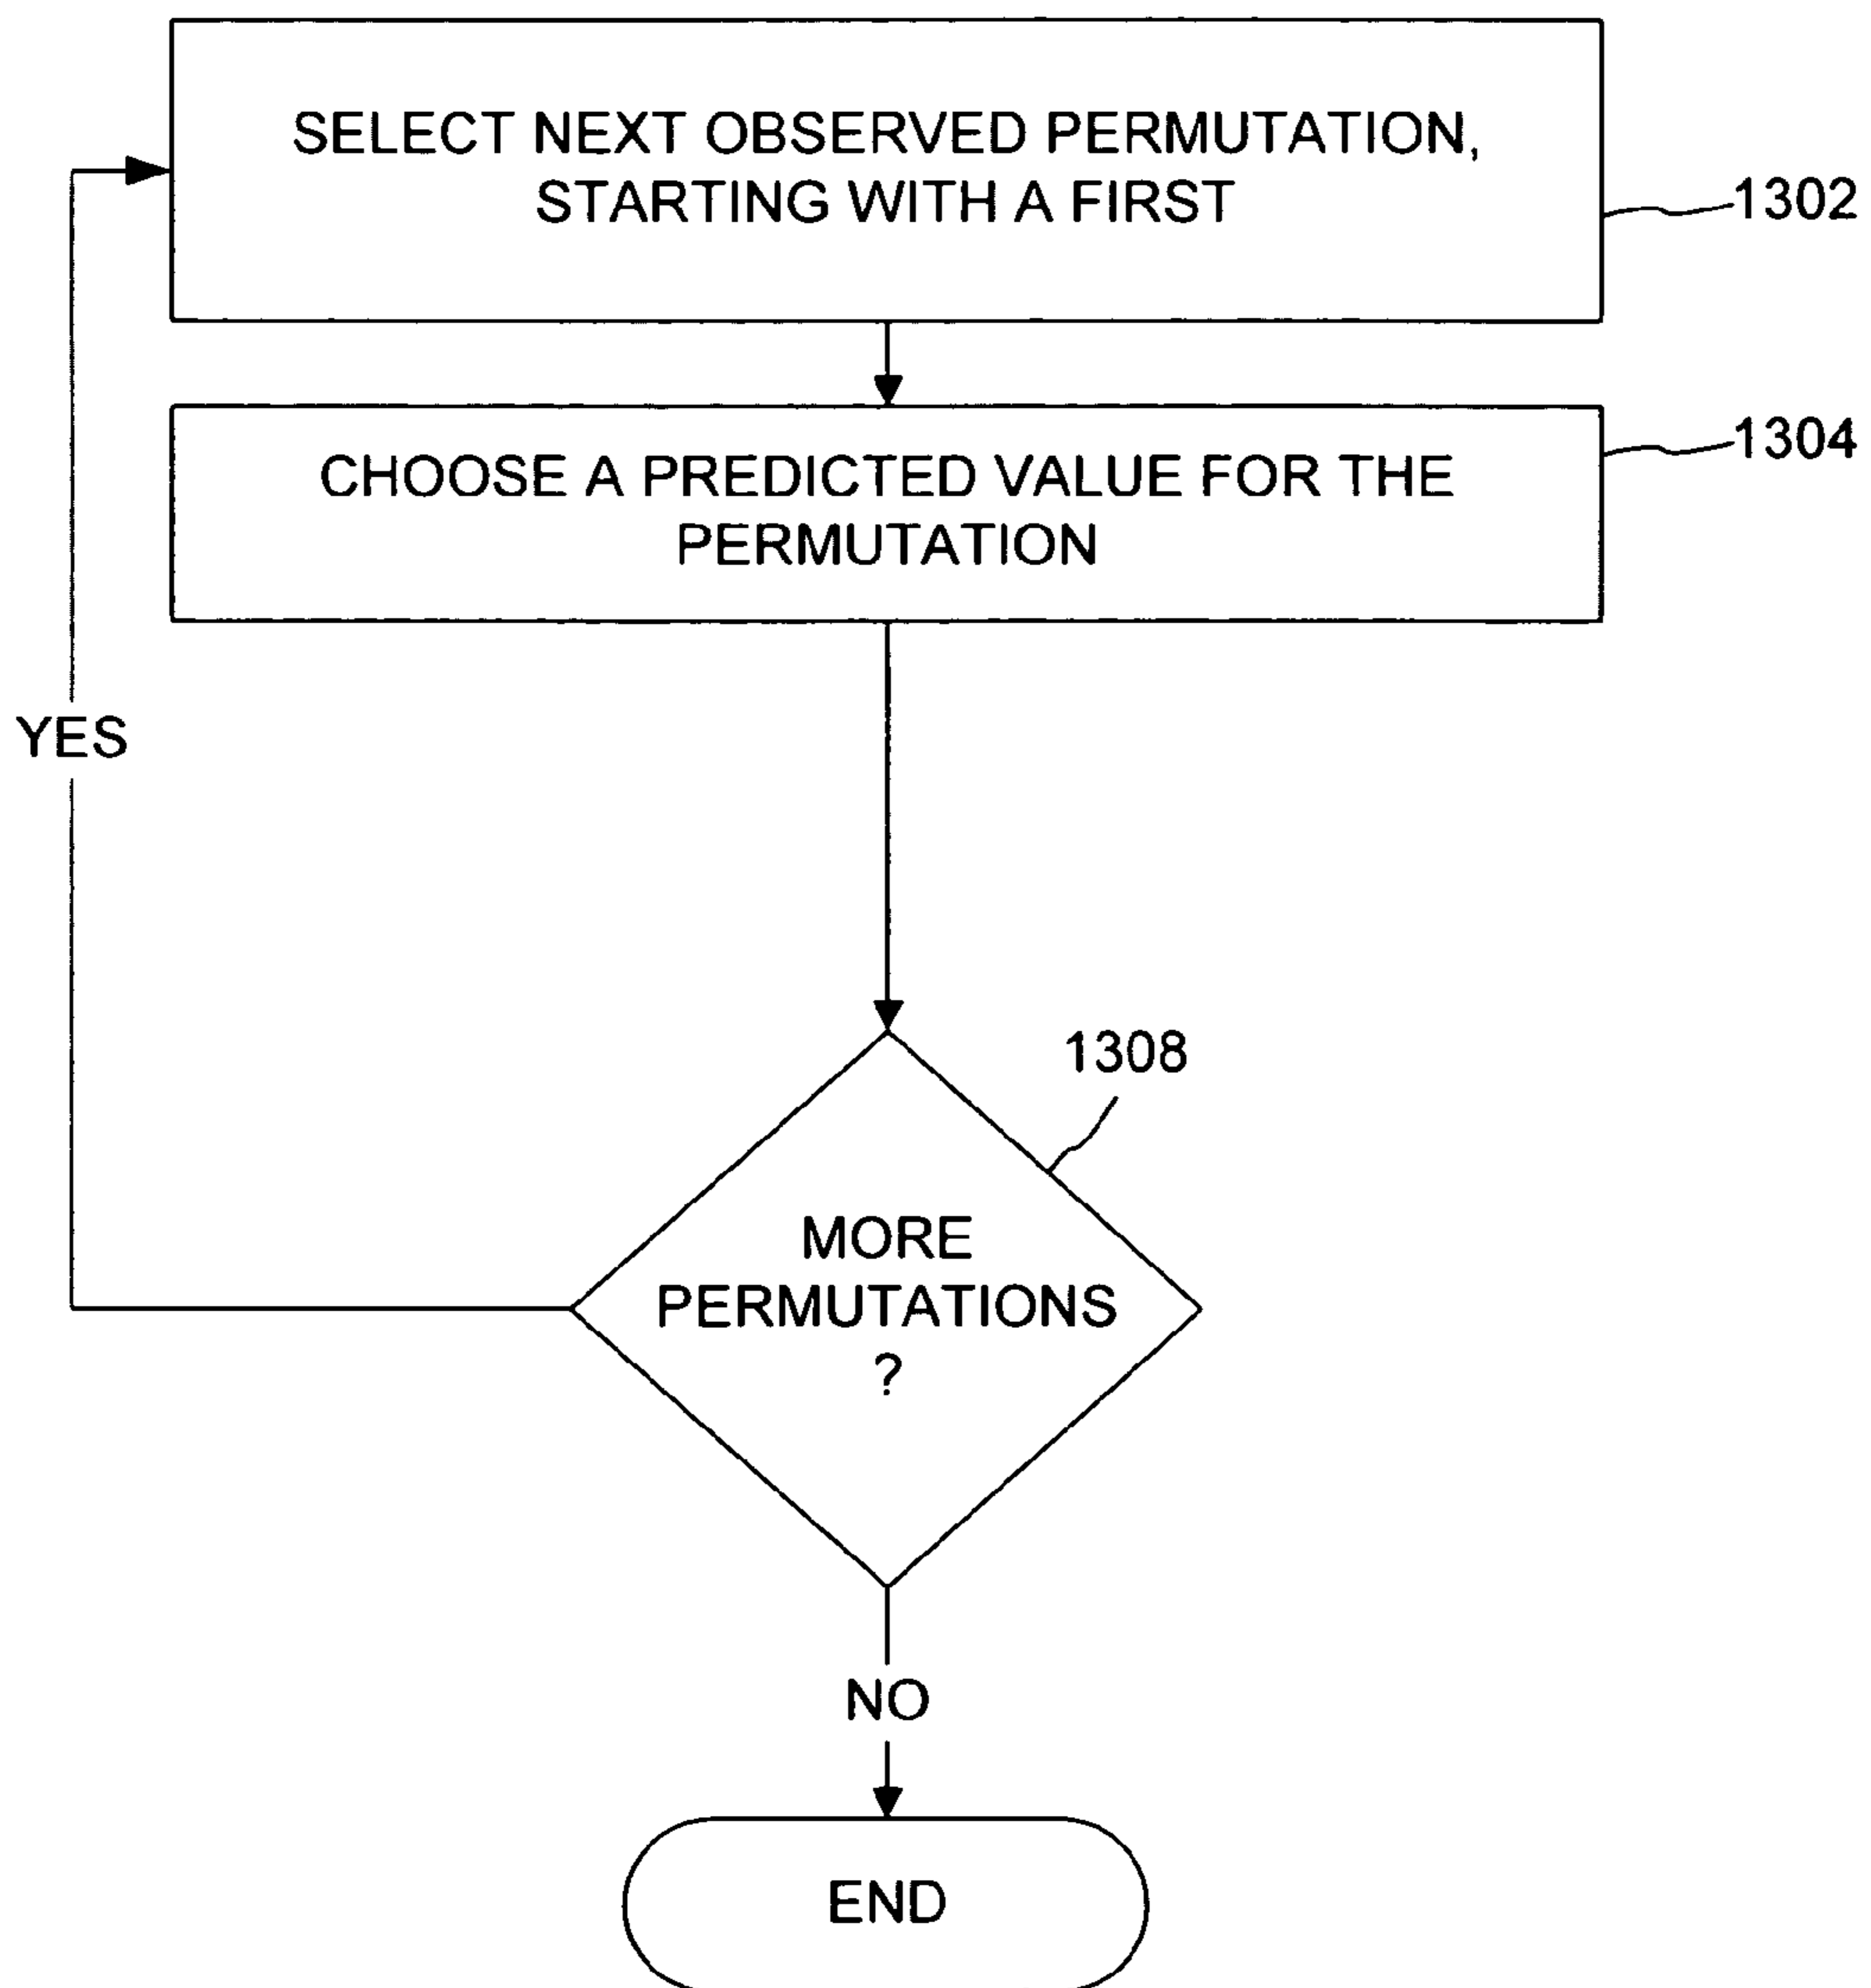 SELECT NEXT OBSERVED PERMUTATION,
STARTING WITH A FIRST
1302
CHOOSE A PREDICTED VALUE FOR THE
PERMUTATION
1304
YES
1308
MORE
PERMUTATIONS
?
NO
END